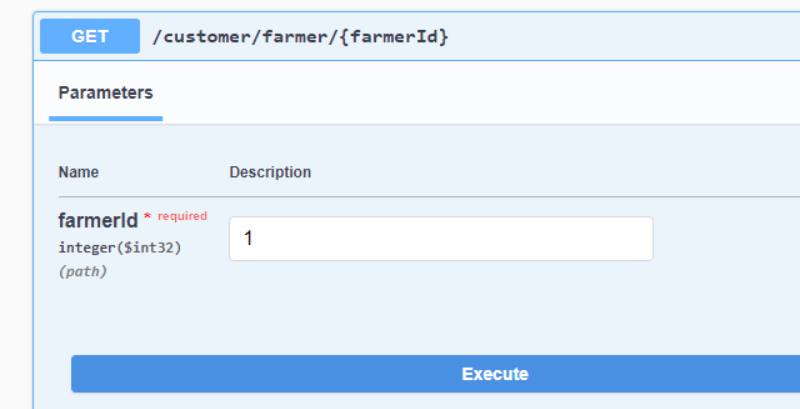 GET /customer/farmer/{farmerId}
Parameters
Name Description
farmerId * required
integer($int32)
(path)
1
Execute